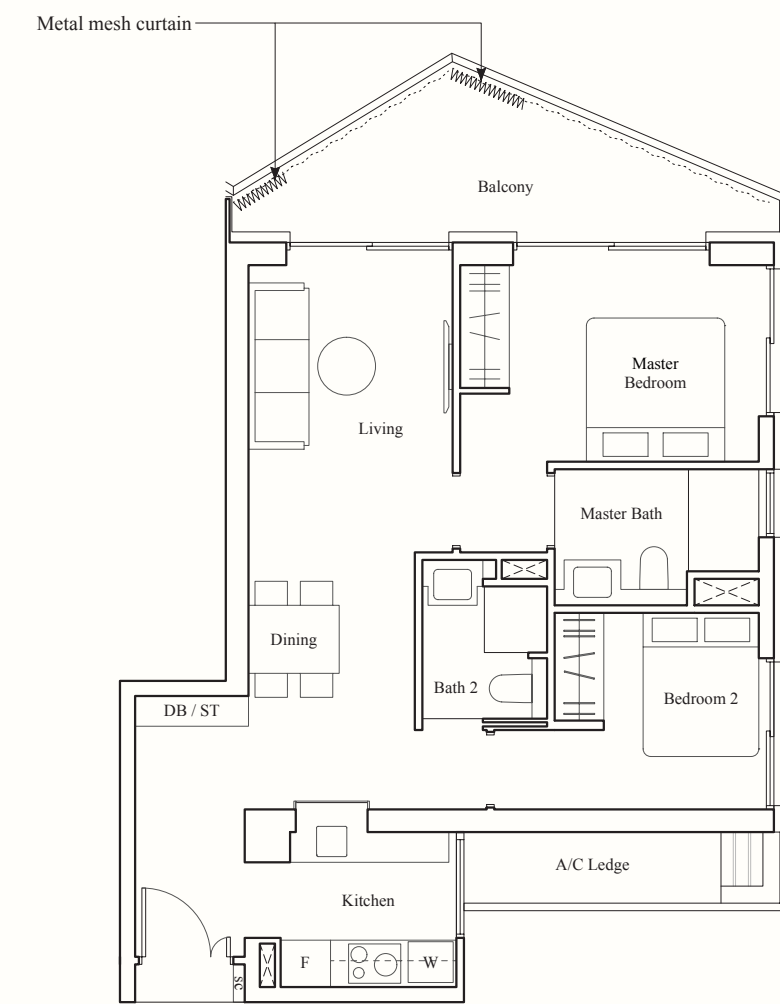 Metal mesh curtain
Balcony
Master
Bedroom
Living
Master Bath
Dining
Bath 2
Bedroom 2
DB / ST
A/C Ledge
Kitchen
F
W
SC